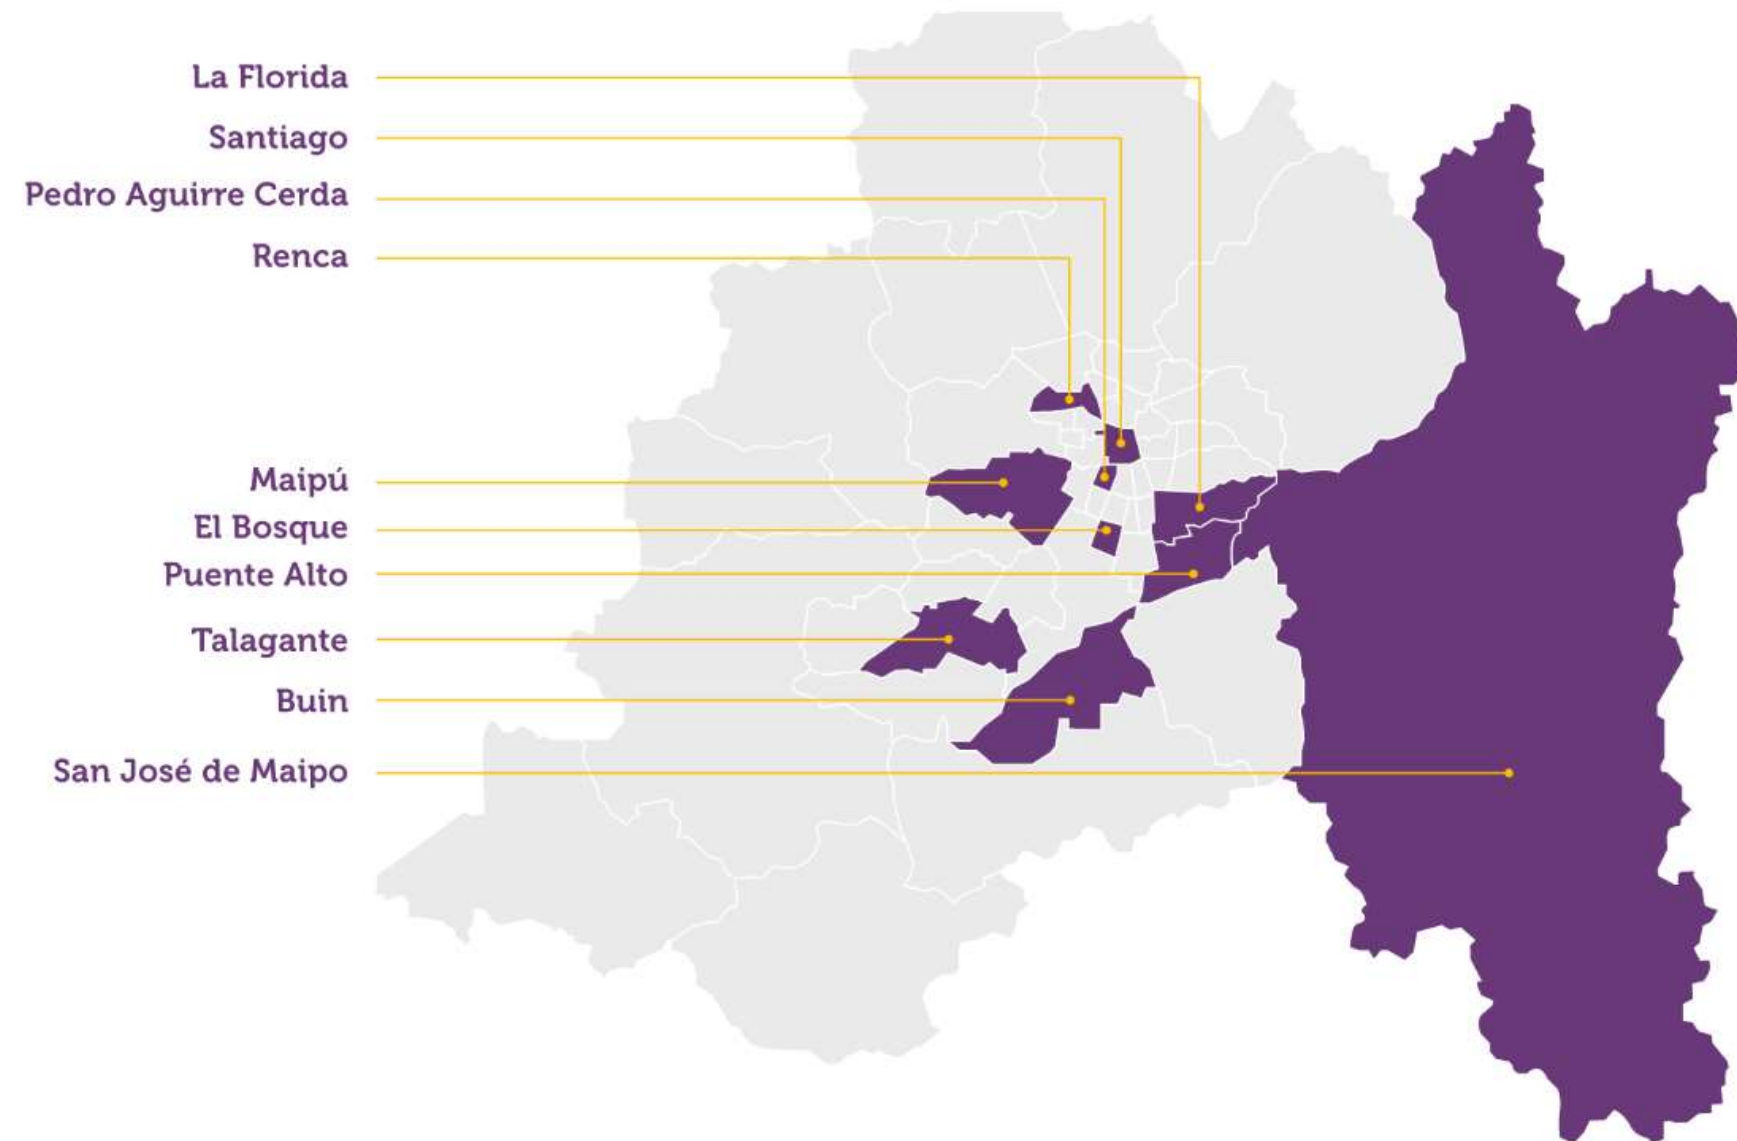 La Florida
Santiago
Pedro Aguirre Cerda
Renca
Maipú
El Bosque
Puente Alto
Talagante
Buin
San José de Maipo